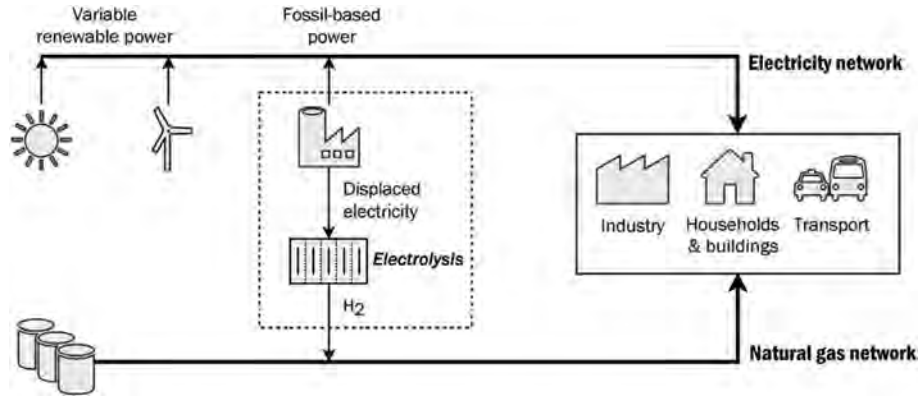 Variable
renewable power
Fossil-based
power
Electricity network
Displaced
electricity
Electrolysis
H2
Industry
Households
& buildings
Transport
Natural gas network